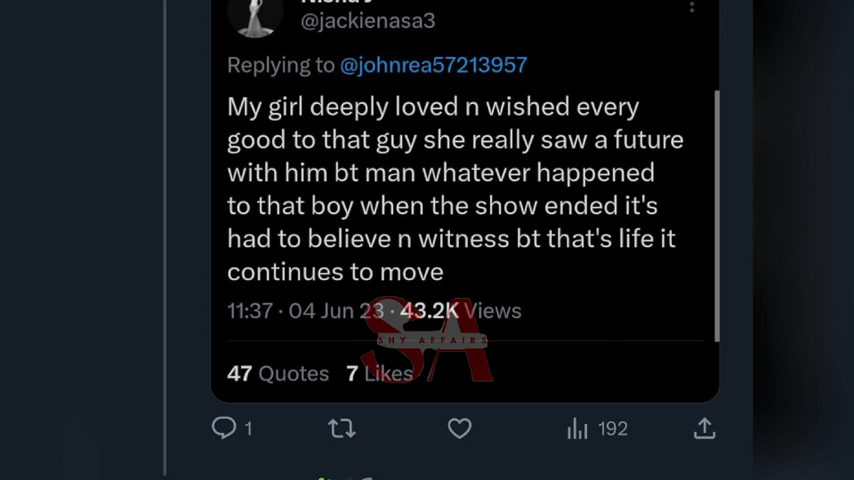 @jackienasa3
Replying to @johnrea57213957
My girl deeply loved n wished every
good to that guy she really saw a future
with him bt man whatever happened
to that boy when the show ended it's
had to believe n witness bt that's life it
continues to move
11:37 · 04 Jun 23 · 43.2K Views
SA
SHY AFFAIRS
47 Quotes 7 Likes
1 192